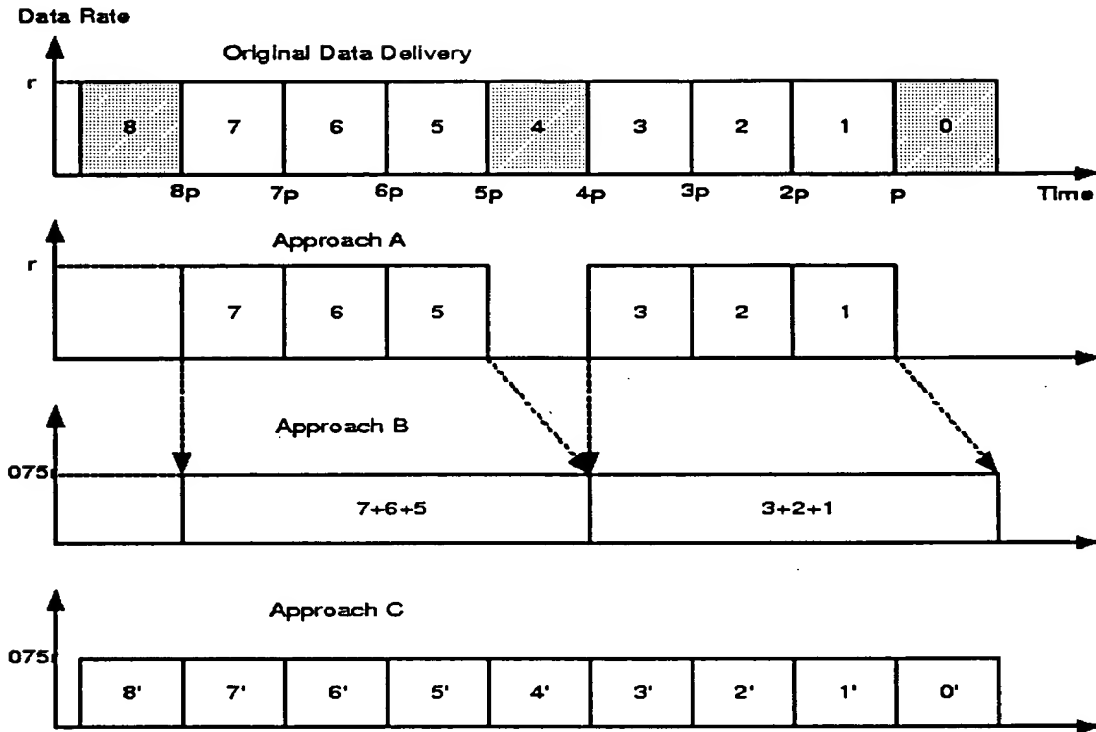 Data Rate
Original Data Delivery
r
8 7 6 5 4 3 2 1 0
8p 7p 6p 5p 4p 3p 2p p Time
Approach A
r
7 6 5 3 2 1
Approach B
075r
7+6+5 3+2+1
Approach C
075r
8' 7' 6' 5' 4' 3' 2' 1' 0'